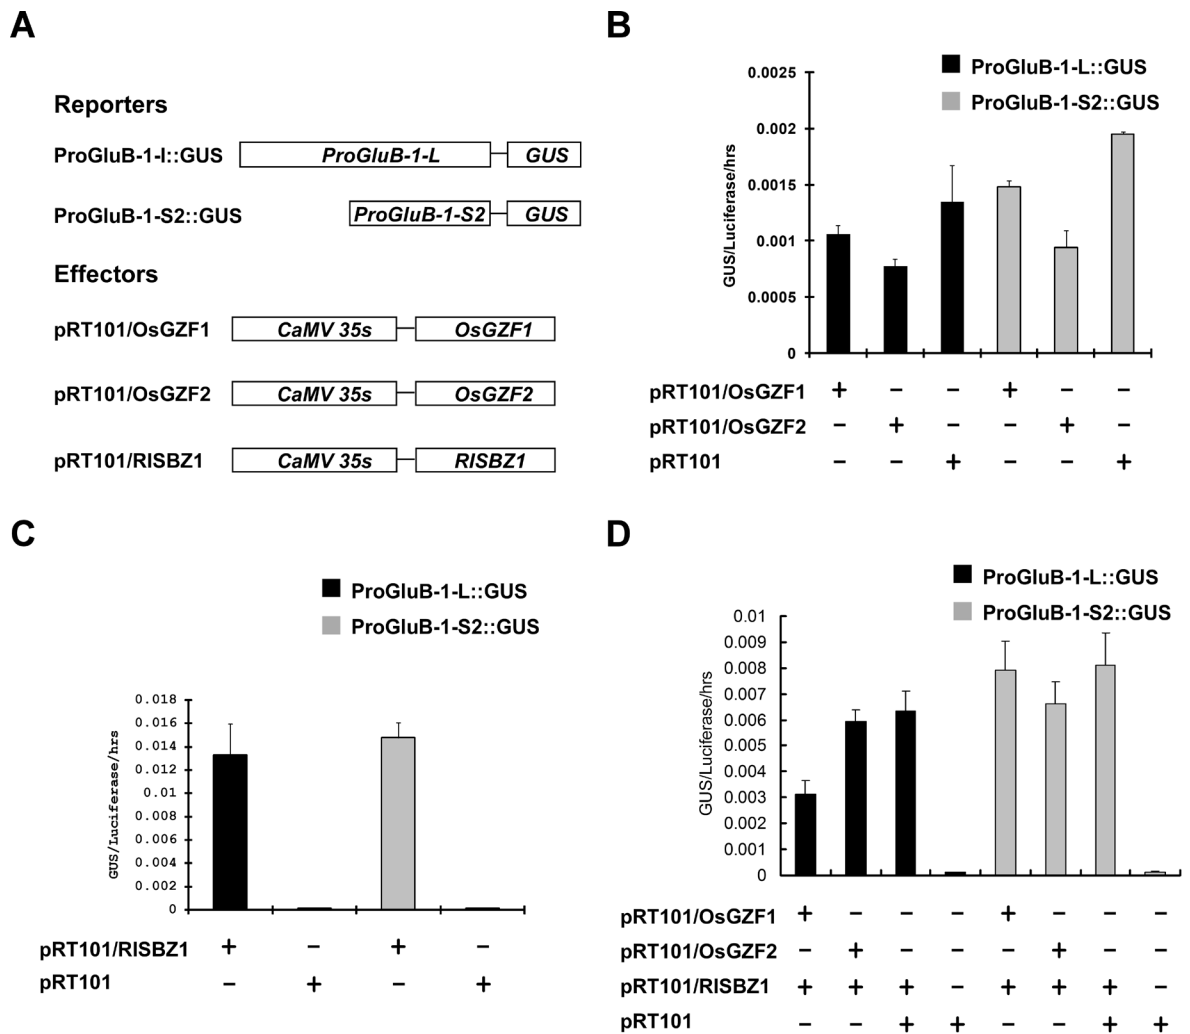 A
Reporters
ProGluB-1-I::GUS ProGluB-1-L GUS
ProGluB-1-S2::GUS ProGluB-1-S2 GUS
Effectors
pRT101/OsGZF1 CaMV 35s OsGZF1
pRT101/OsGZF2 CaMV 35s OsGZF2
pRT101/RISBZ1 CaMV 35s RISBZ1
B
ProGluB-1-L::GUS
ProGluB-1-S2::GUS
GUS/Luciferase/hrs
0.0025
0.002
0.0015
0.001
0.0005
0
pRT101/OsGZF1 + – – + – –
pRT101/OsGZF2 – + – – + –
pRT101 – – + – – +
C
ProGluB-1-L::GUS
ProGluB-1-S2::GUS
GUS/Luciferase/hrs
0.018
0.016
0.014
0.012
0.01
0.008
0.006
0.004
0.002
0
pRT101/RISBZ1 + – + –
pRT101 – + – +
D
ProGluB-1-L::GUS
ProGluB-1-S2::GUS
GUS/Luciferase/hrs
0.01
0.009
0.008
0.007
0.006
0.005
0.004
0.003
0.002
0.001
0
pRT101/OsGZF1 + – – – + – – –
pRT101/OsGZF2 – + – – – + – –
pRT101/RISBZ1 + + + – + + + –
pRT101 – – + + – – + +